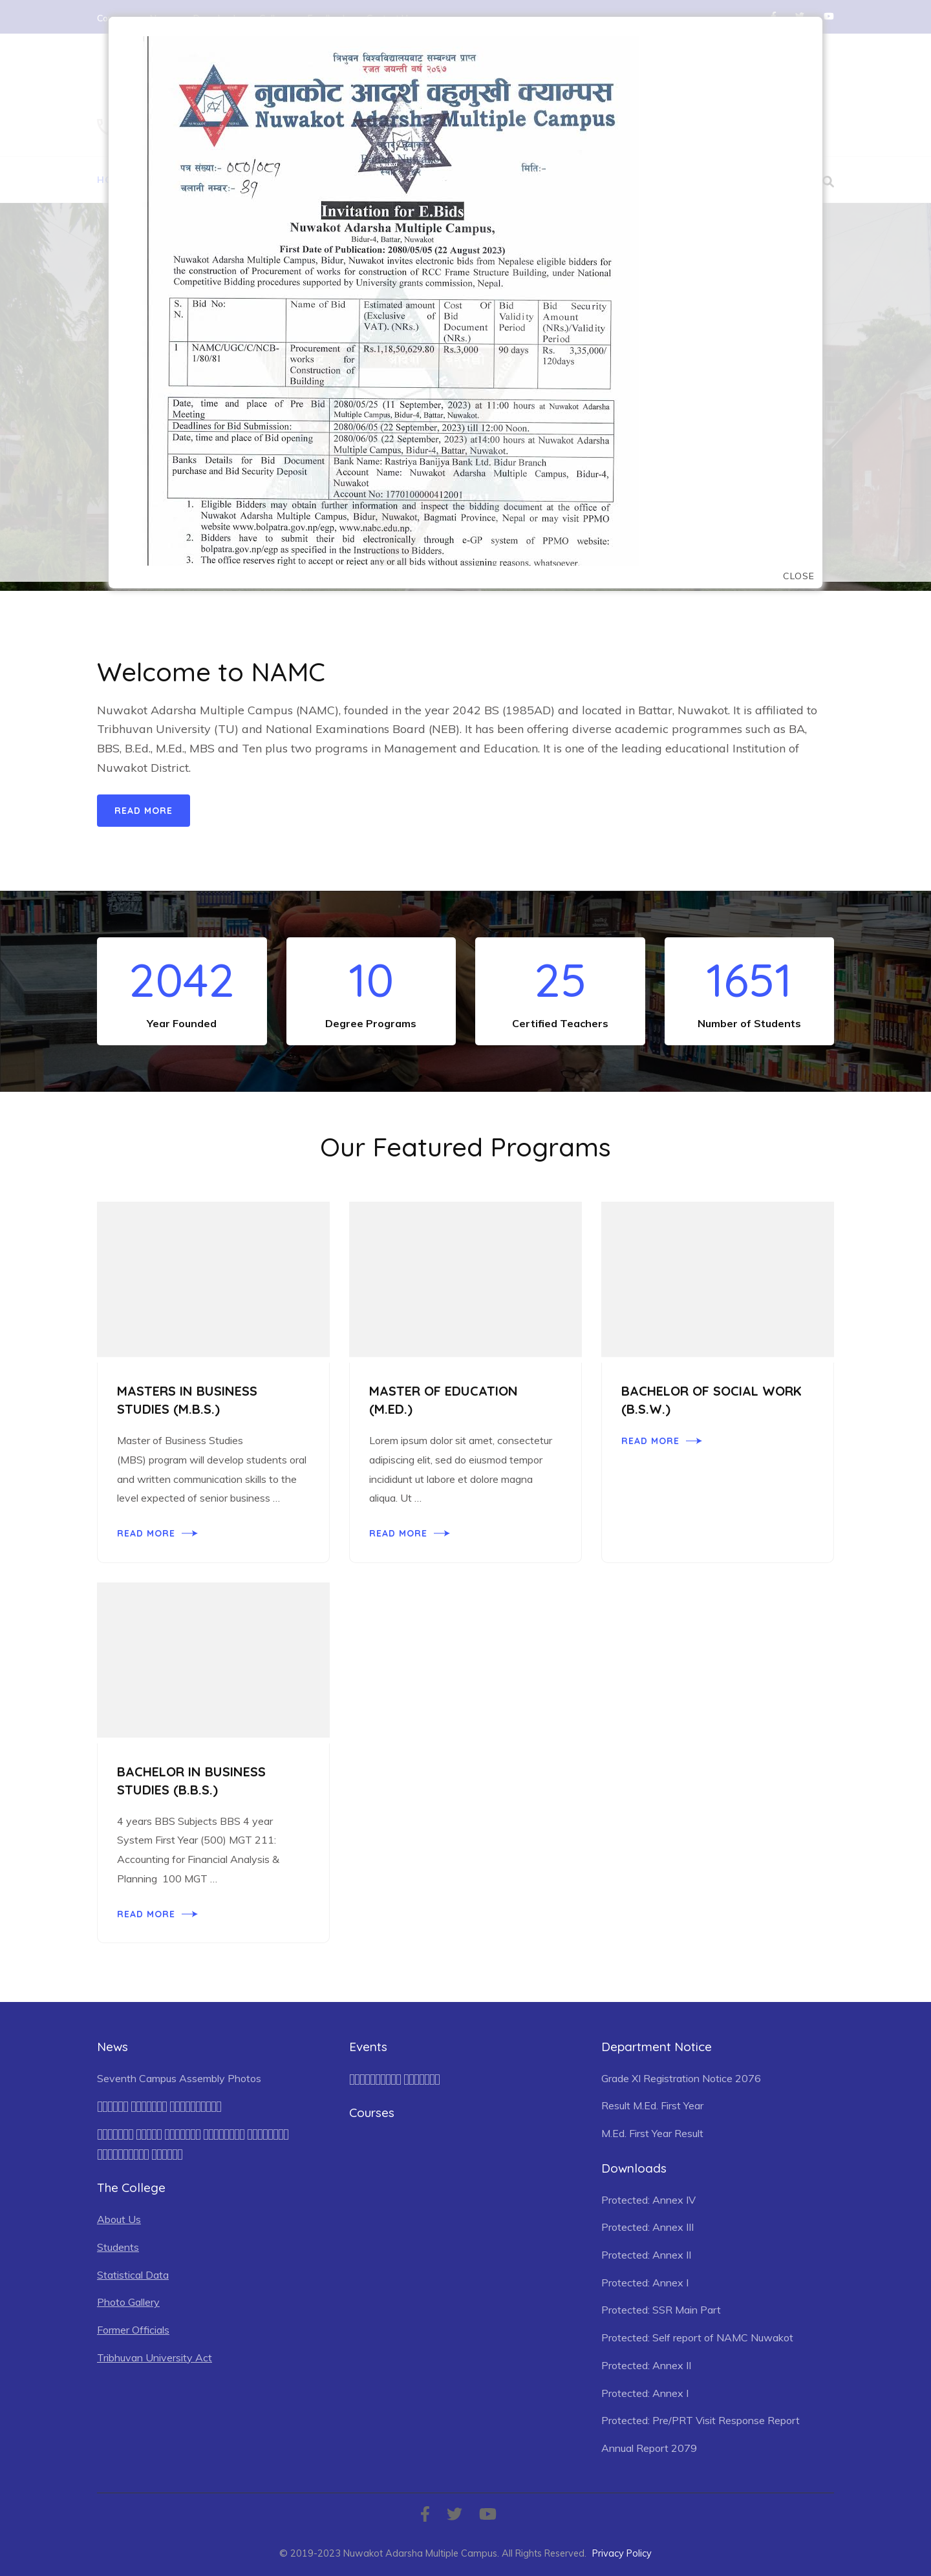 त्रिभुवन विश्वविद्यालयबाट सम्बन्धन प्राप्त
रजत जयन्ती वर्ष २०६७
नुवाकोट आदर्श बहुमुखी क्याम्पस
Nuwakot Adarsha Multiple Campus
पत्र संख्याः- ०८०/०८१
मितिः-
चलानी नम्बरः-
Invitation for E.Bids
Nuwakot Adarsha Multiple Campus,
Bidur-4, Battar, Nuwakot
First Date of Publication: 2080/05/05 (22 August 2023)
Nuwakot Adarsha Multiple Campus, Bidur, Nuwakot invites electronic bids from Nepalese eligible bidders for
the construction of Procurement of works for construction of RCC Frame Structure Building, under National
Competitive Bidding procedures supported by University grants commission, Nepal.
S. N. Bid No: Name of Bid Estimated amount (Exclusive of VAT). (NRs.) Cost Of Bid Document (NRs.) Bid Validity Period Bid Security Amount (NRs.)/Validity Period
1 NAMC/UGC/C/NCB-1/80/81 Procurement of works for Construction of Building Rs.1,18,50,629.80 Rs.3,000 90 days Rs. 3,35,000/ 120days
Date, time and place of Pre Bid Meeting 2080/05/25 (11 September, 2023) at 11:00 hours at Nuwakot Adarsha Multiple Campus, Bidur-4, Battar, Nuwakot.
Deadlines for Bid Submission: 2080/06/05 (22 September, 2023) till 12:00 Noon.
Date, time and place of Bid opening 2080/06/05 (22 September, 2023) at14:00 hours at Nuwakot Adarsha Multiple Campus, Bidur-4, Battar, Nuwakot.
Banks Details for Bid Document purchase and Bid Security Deposit Bank Name: Rastriya Banijya Bank Ltd. Bidur Branch
Account Name: Nuwakot Adarsha Multiple Campus, Bidur-4, Nuwakot
Account No: 1770100000412001
1. Eligible Bidders may obtain further information and inspect the bidding document at the office of
Nuwakot Adarsha Multiple Campus, Bidur, Nuwakot, Bagmati Province, Nepal or may visit PPMO
website www.bolpatra.gov.np/egp, www.nabc.edu.np.
2. Bidders have to submit their bid electronically through e-GP system of PPMO website:
bolpatra.gov.np/egp as specified in the Instructions to Bidders.
3. The office reserves right to accept or reject any or all bids without assigning reasons, whatsoever.
CLOSE
Welcome to NAMC
Nuwakot Adarsha Multiple Campus (NAMC), founded in the year 2042 BS (1985AD) and located in Battar, Nuwakot. It is affiliated to
Tribhuvan University (TU) and National Examinations Board (NEB). It has been offering diverse academic programmes such as BA,
BBS, B.Ed., M.Ed., MBS and Ten plus two programs in Management and Education. It is one of the leading educational Institution of
Nuwakot District.
READ MORE
2042
Year Founded
10
Degree Programs
25
Certified Teachers
1651
Number of Students
Our Featured Programs
MASTERS IN BUSINESS
STUDIES (M.B.S.)
Master of Business Studies
(MBS) program will develop students oral
and written communication skills to the
level expected of senior business …
READ MORE
MASTER OF EDUCATION
(M.ED.)
Lorem ipsum dolor sit amet, consectetur
adipiscing elit, sed do eiusmod tempor
incididunt ut labore et dolore magna
aliqua. Ut …
READ MORE
BACHELOR OF SOCIAL WORK
(B.S.W.)
READ MORE
BACHELOR IN BUSINESS
STUDIES (B.B.S.)
4 years BBS Subjects BBS 4 year
System First Year (500) MGT 211:
Accounting for Financial Analysis &
Planning 100 MGT …
READ MORE
News
Seventh Campus Assembly Photos
The College
About Us
Students
Statistical Data
Photo Gallery
Former Officials
Tribhuvan University Act
Events
Courses
Department Notice
Grade XI Registration Notice 2076
Result M.Ed. First Year
M.Ed. First Year Result
Downloads
Protected: Annex IV
Protected: Annex III
Protected: Annex II
Protected: Annex I
Protected: SSR Main Part
Protected: Self report of NAMC Nuwakot
Protected: Annex II
Protected: Annex I
Protected: Pre/PRT Visit Response Report
Annual Report 2079
© 2019-2023 Nuwakot Adarsha Multiple Campus. All Rights Reserved. Privacy Policy